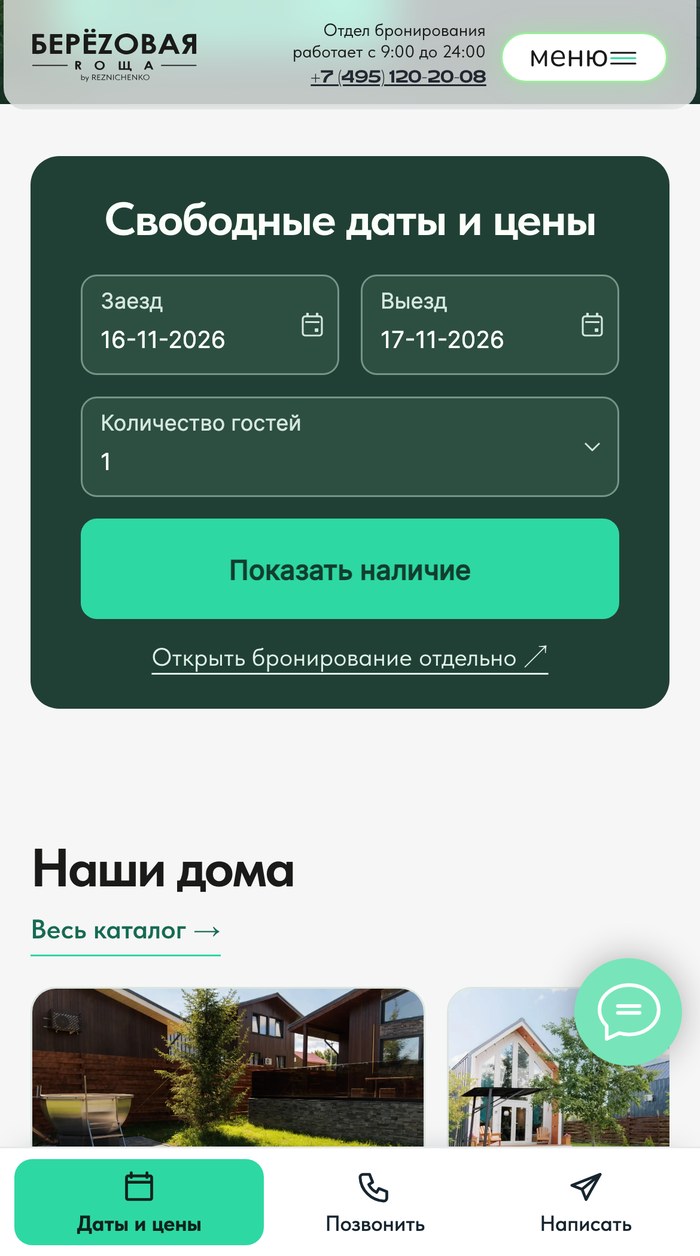 БЕРЁZОВАЯ
RОЩА
by REZNICHENKO
Отдел бронирования
работает с 9:00 до 24:00
+7 (495) 120-20-08
меню
Свободные даты и цены
Заезд
16-11-2026
Выезд
17-11-2026
Количество гостей
1
Показать наличие
Открыть бронирование отдельно ↗
Наши дома
Весь каталог →
Даты и цены
Позвонить
Написать